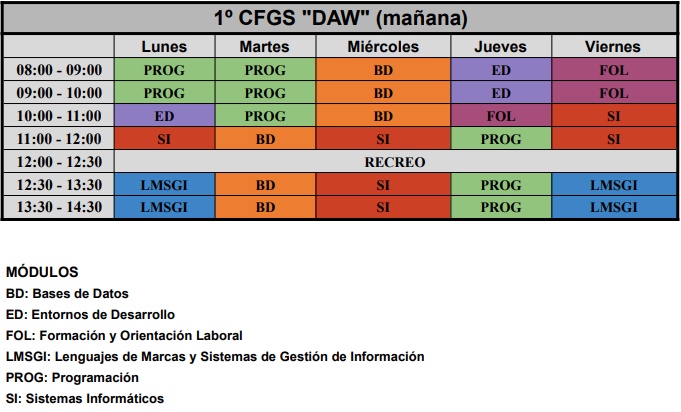 1º CFGS "DAW" (mañana)
Lunes Martes Miércoles Jueves Viernes
08:00 - 09:00 PROG PROG BD ED FOL
09:00 - 10:00 PROG PROG BD ED FOL
10:00 - 11:00 ED PROG BD FOL SI
11:00 - 12:00 SI BD SI PROG SI
12:00 - 12:30 RECREO
12:30 - 13:30 LMSGI BD SI PROG LMSGI
13:30 - 14:30 LMSGI BD SI PROG LMSGI
MÓDULOS
BD: Bases de Datos
ED: Entornos de Desarrollo
FOL: Formación y Orientación Laboral
LMSGI: Lenguajes de Marcas y Sistemas de Gestión de Información
PROG: Programación
SI: Sistemas Informáticos